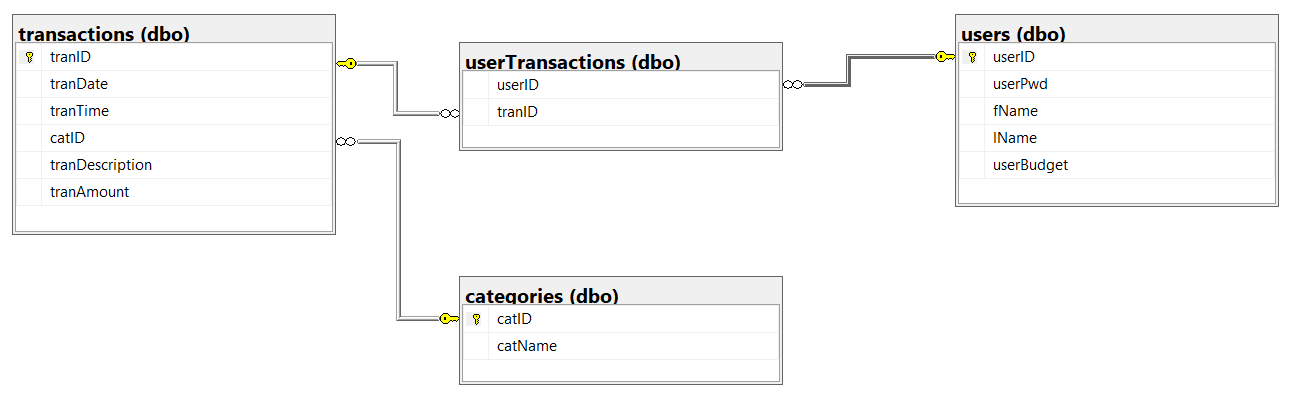 transactions (dbo)
tranID
tranDate
tranTime
catID
tranDescription
tranAmount
userTransactions (dbo)
userID
tranID
users (dbo)
userID
userPwd
fName
lName
userBudget
categories (dbo)
catID
catName